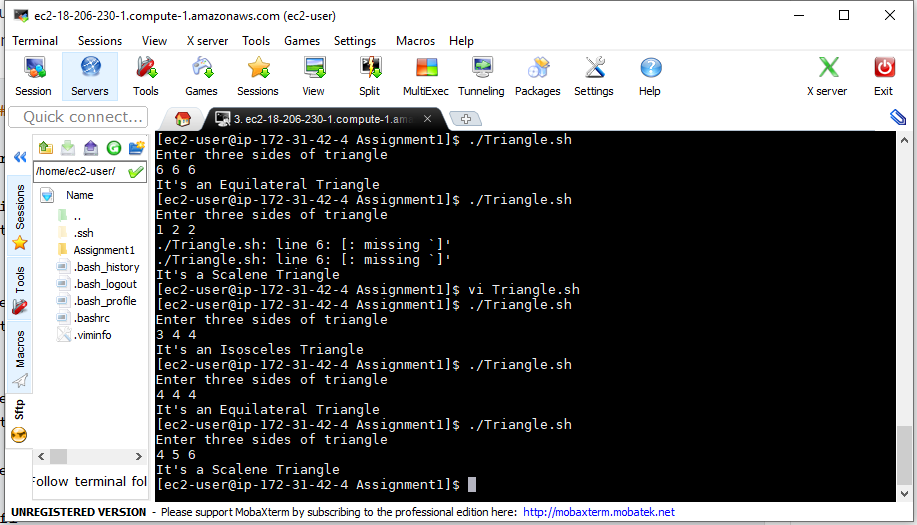 ec2-18-206-230-1.compute-1.amazonaws.com (ec2-user)
Terminal Sessions View X server Tools Games Settings Macros Help
Session Servers Tools Games Sessions View Split MultiExec Tunneling Packages Settings Help X server Exit
Quick connect...
3. ec2-18-206-230-1.compute-1.ama
/home/ec2-user/
Name
..
.ssh
Assignment1
.bash_history
.bash_logout
.bash_profile
.bashrc
.viminfo
Sessions
Tools
Macros
Sftp
Follow terminal fol
[ec2-user@ip-172-31-42-4 Assignment1]$ ./Triangle.sh
Enter three sides of triangle
6 6 6
It's an Equilateral Triangle
[ec2-user@ip-172-31-42-4 Assignment1]$ ./Triangle.sh
Enter three sides of triangle
1 2 2
./Triangle.sh: line 6: [: missing `]'
./Triangle.sh: line 6: [: missing `]'
It's a Scalene Triangle
[ec2-user@ip-172-31-42-4 Assignment1]$ vi Triangle.sh
[ec2-user@ip-172-31-42-4 Assignment1]$ ./Triangle.sh
Enter three sides of triangle
3 4 4
It's an Isosceles Triangle
[ec2-user@ip-172-31-42-4 Assignment1]$ ./Triangle.sh
Enter three sides of triangle
4 4 4
It's an Equilateral Triangle
[ec2-user@ip-172-31-42-4 Assignment1]$ ./Triangle.sh
Enter three sides of triangle
4 5 6
It's a Scalene Triangle
[ec2-user@ip-172-31-42-4 Assignment1]$
UNREGISTERED VERSION - Please support MobaXterm by subscribing to the professional edition here: http://mobaxterm.mobatek.net